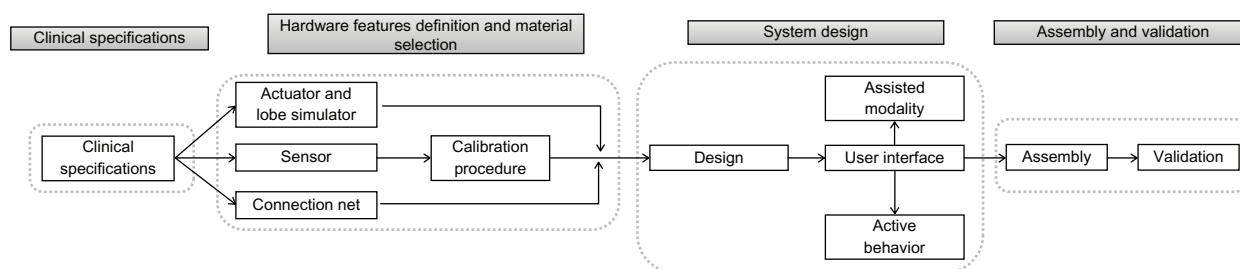 Clinical specifications
Hardware features definition and material
selection
System design
Assembly and validation
Clinical
specifications
Actuator and
lobe simulator
Sensor
Connection net
Calibration
procedure
Design
Assisted
modality
User interface
Active
behavior
Assembly
Validation